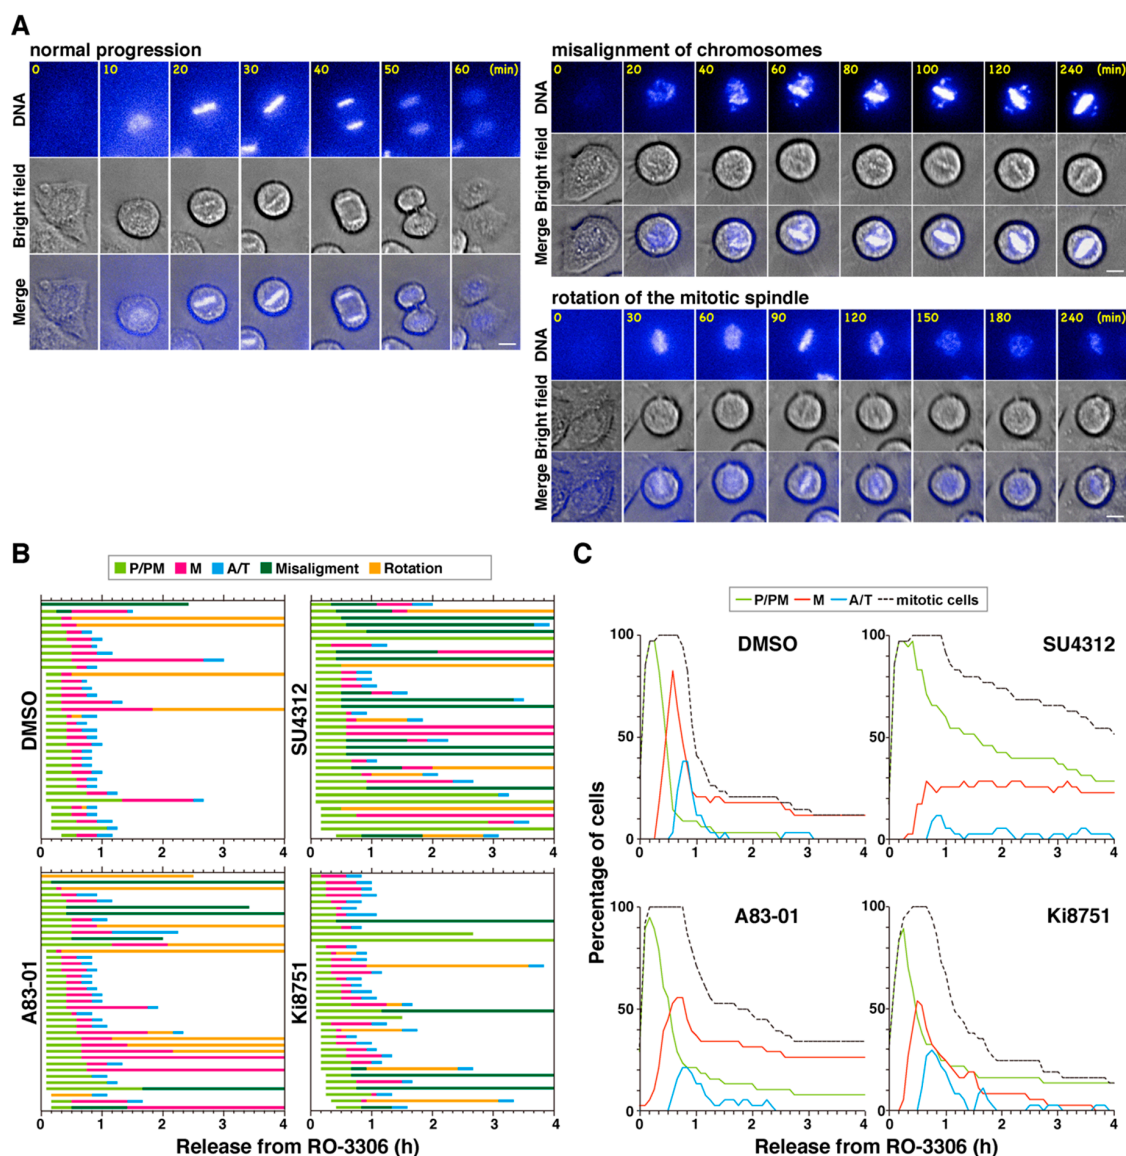 A
normal progression
0 10 20 30 40 50 60 (min)
DNA
Bright field
Merge
misalignment of chromosomes
0 20 40 60 80 100 120 240 (min)
DNA
Bright field
Merge
rotation of the mitotic spindle
0 30 60 90 120 150 180 240 (min)
DNA
Bright field
Merge
B
P/PM M A/T Misaligment Rotation
DMSO
0 1 2 3 4
SU4312
0 1 2 3 4
A83-01
0 1 2 3 4
Ki8751
0 1 2 3 4
Release from RO-3306 (h)
C
P/PM M A/T mitotic cells
Percentage of cells
DMSO
100
50
0
0 1 2 3 4
SU4312
100
50
0
0 1 2 3 4
A83-01
100
50
0
0 1 2 3 4
Ki8751
100
50
0
0 1 2 3 4
Release from RO-3306 (h)